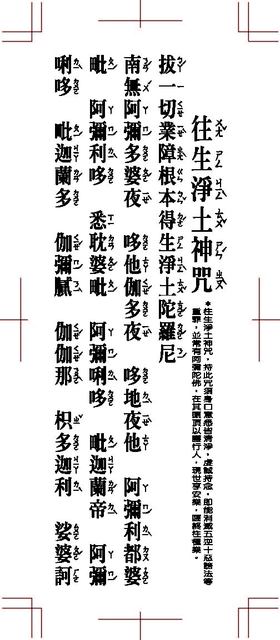 往生淨土神咒
*往生淨土神咒,持此咒須身口意悉皆清淨,虔誠持念,即能消滅五逆十惡謗法等
重罪,並常有阿彌陀佛,在其頭頂以護行人,現世享安樂,臨終往極樂。
拔一切業障根本得生淨土陀羅尼
南無阿彌多婆夜 哆他伽多夜 哆地夜他 阿彌利都婆
毗 阿彌利哆 悉耽婆毗 阿彌唎哆 毗迦蘭帝 阿彌
唎哆 毗迦蘭多 伽彌膩 伽伽那 枳多迦利 娑婆訶